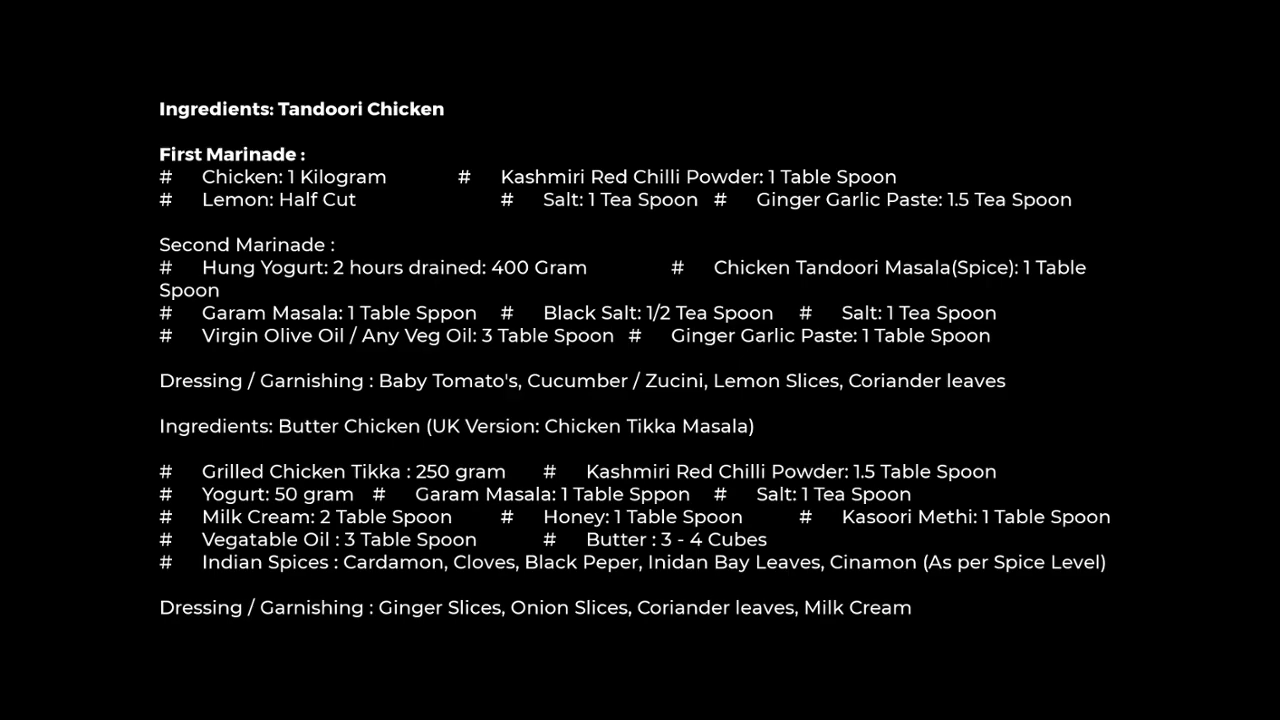 Ingredients: Tandoori Chicken
First Marinade :
# Chicken: 1 Kilogram # Kashmiri Red Chilli Powder: 1 Table Spoon
# Lemon: Half Cut # Salt: 1 Tea Spoon # Ginger Garlic Paste: 1.5 Tea Spoon
Second Marinade :
# Hung Yogurt: 2 hours drained: 400 Gram # Chicken Tandoori Masala(Spice): 1 Table
Spoon
# Garam Masala: 1 Table Sppon # Black Salt: 1/2 Tea Spoon # Salt: 1 Tea Spoon
# Virgin Olive Oil / Any Veg Oil: 3 Table Spoon # Ginger Garlic Paste: 1 Table Spoon
Dressing / Garnishing : Baby Tomato's, Cucumber / Zucini, Lemon Slices, Coriander leaves
Ingredients: Butter Chicken (UK Version: Chicken Tikka Masala)
# Grilled Chicken Tikka : 250 gram # Kashmiri Red Chilli Powder: 1.5 Table Spoon
# Yogurt: 50 gram # Garam Masala: 1 Table Sppon # Salt: 1 Tea Spoon
# Milk Cream: 2 Table Spoon # Honey: 1 Table Spoon # Kasoori Methi: 1 Table Spoon
# Vegatable Oil : 3 Table Spoon # Butter : 3 - 4 Cubes
# Indian Spices : Cardamon, Cloves, Black Peper, Inidan Bay Leaves, Cinamon (As per Spice Level)
Dressing / Garnishing : Ginger Slices, Onion Slices, Coriander leaves, Milk Cream